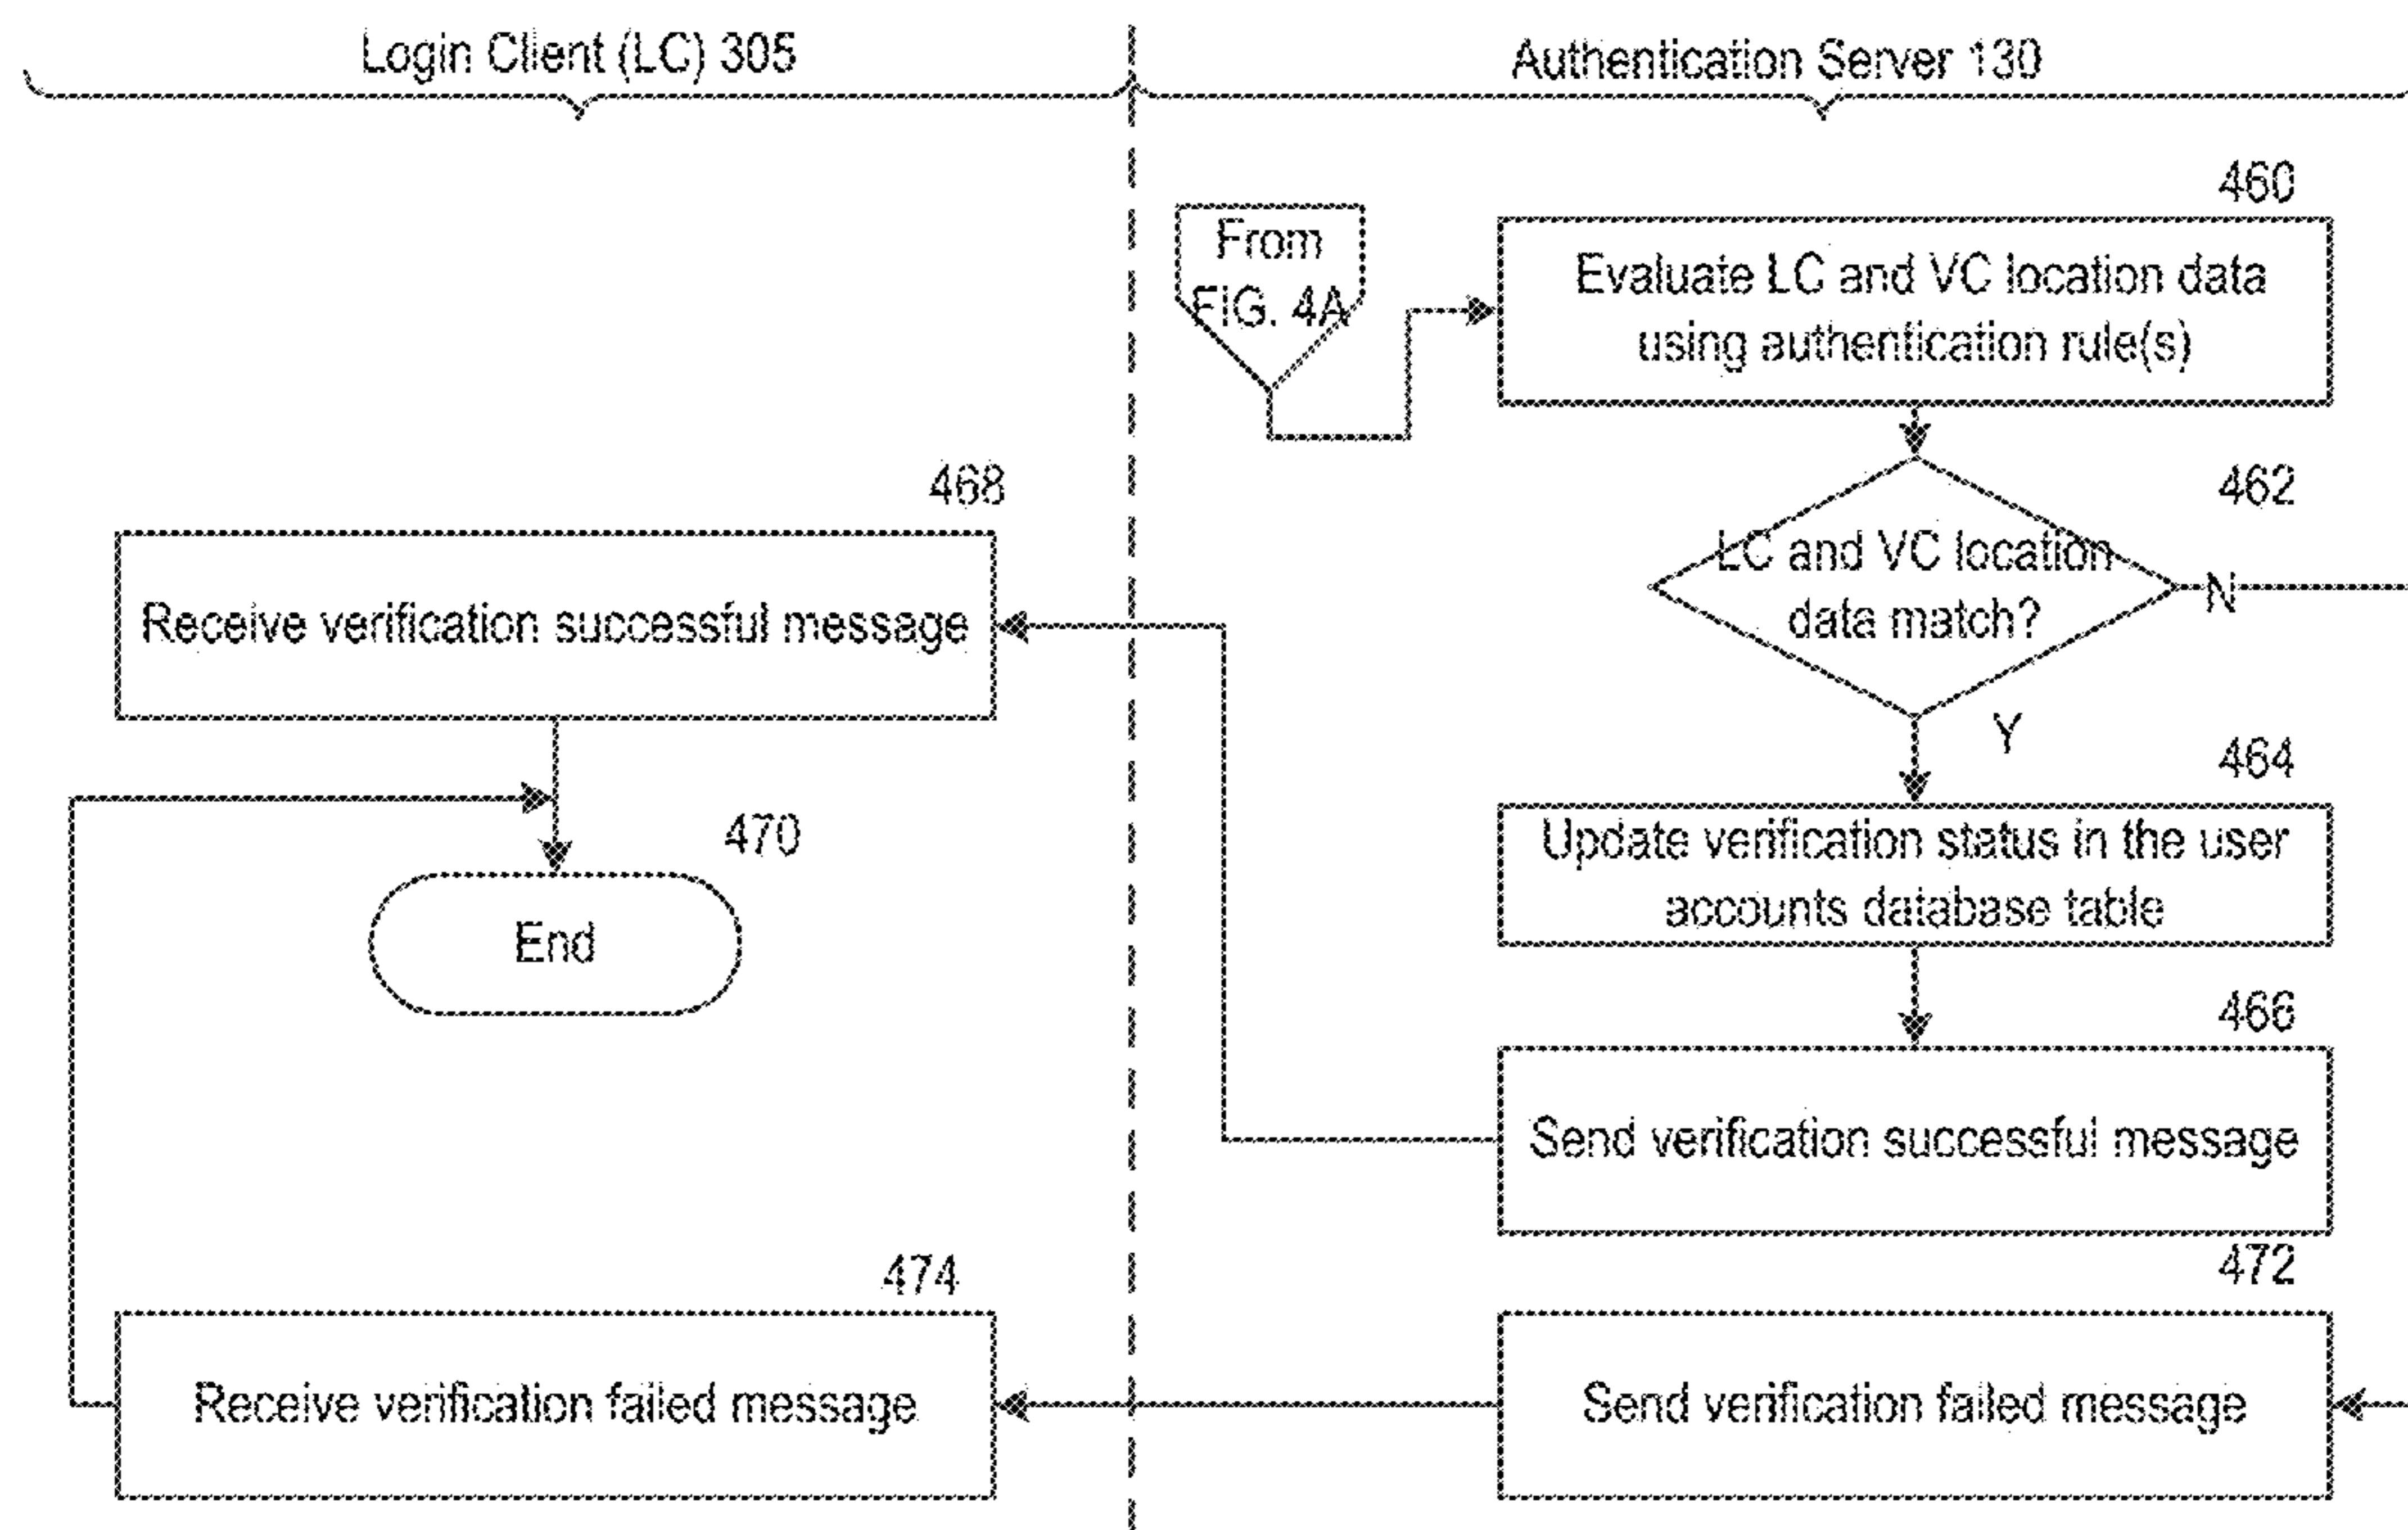 Login Client (LC) 305
Authentication Server 130
From
FIG. 4A
460
Evaluate LC and VC location data
using authentication rule(s)
462
LC and VC location
data match?
N
Y
464
Update verification status in the user
accounts database table
466
Send verification successful message
468
Receive verification successful message
470
End
472
Send verification failed message
474
Receive verification failed message